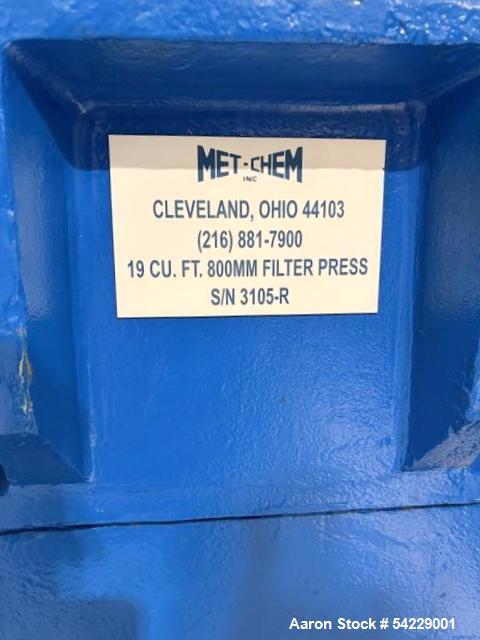 MET-CHEM
INC
CLEVELAND, OHIO 44103
(216) 881-7900
19 CU. FT. 800MM FILTER PRESS
S/N 3105-R
Aaron Stock # 54229001